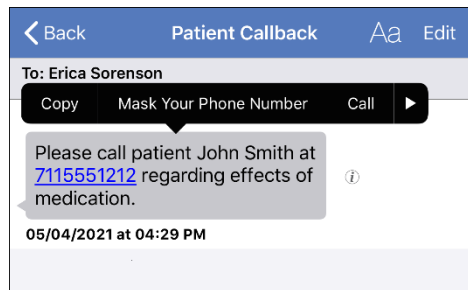 Back Patient Callback Aa Edit
To: Erica Sorenson
Copy Mask Your Phone Number Call
Please call patient John Smith at
7115551212 regarding effects of
medication.
05/04/2021 at 04:29 PM